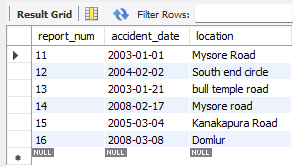 Result Grid Filter Rows:
report_num accident_date location
11 2003-01-01 Mysore Road
12 2004-02-02 South end circle
13 2003-01-21 bull temple road
14 2008-02-17 Mysore road
15 2005-03-04 Kanakapura Road
16 2008-03-08 Domlur
NULL NULL NULL